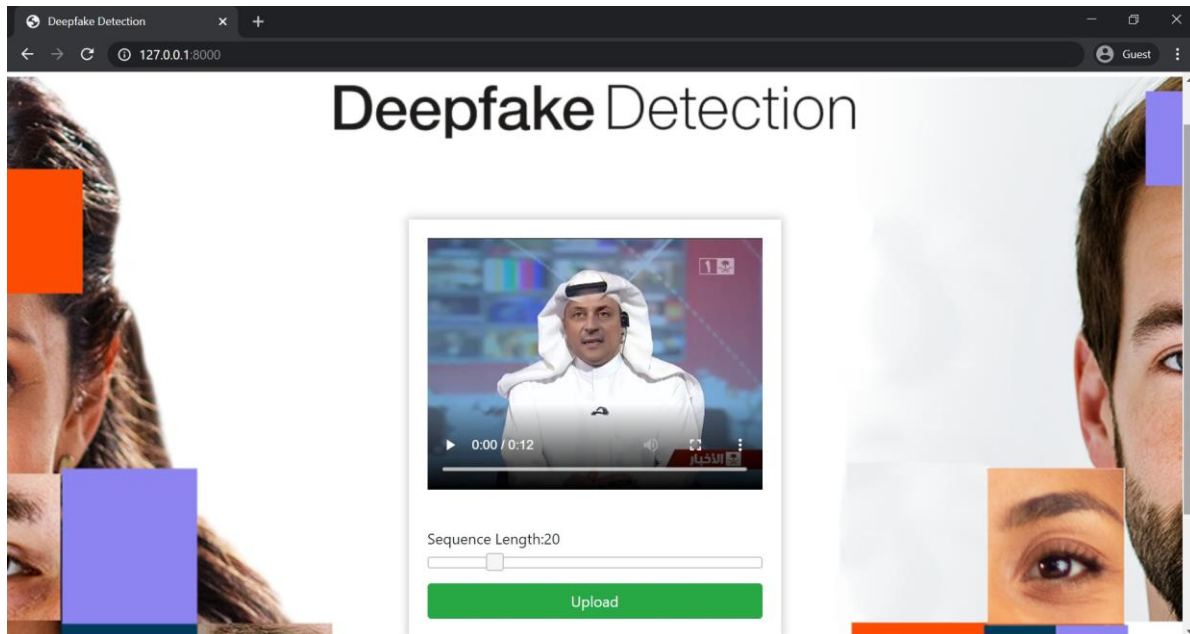 Deepfake Detection
127.0.0.1:8000
Guest
Deepfake Detection
0:00 / 0:12
الأخبار
Sequence Length:20
Upload